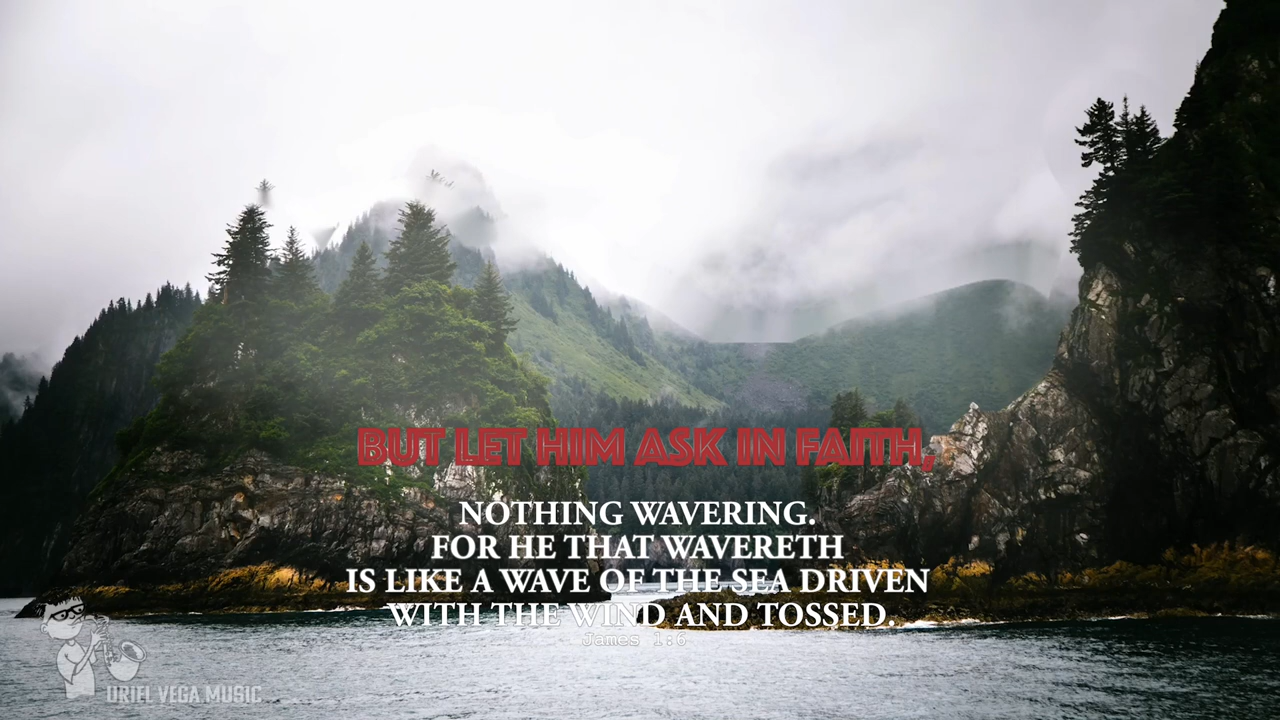 BUT LET HIM ASK IN FAITH,
NOTHING WAVERING.
FOR HE THAT WAVERETH
IS LIKE A WAVE OF THE SEA DRIVEN
WITH THE WIND AND TOSSED.
James 1:6
URIEL VEGA MUSIC